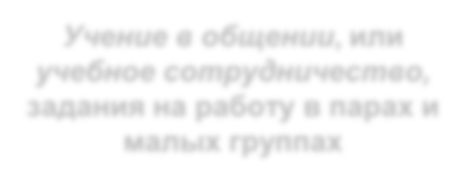 Учение в общении, или
учебное сотрудничество,
задания на работу в парах и
малых группах